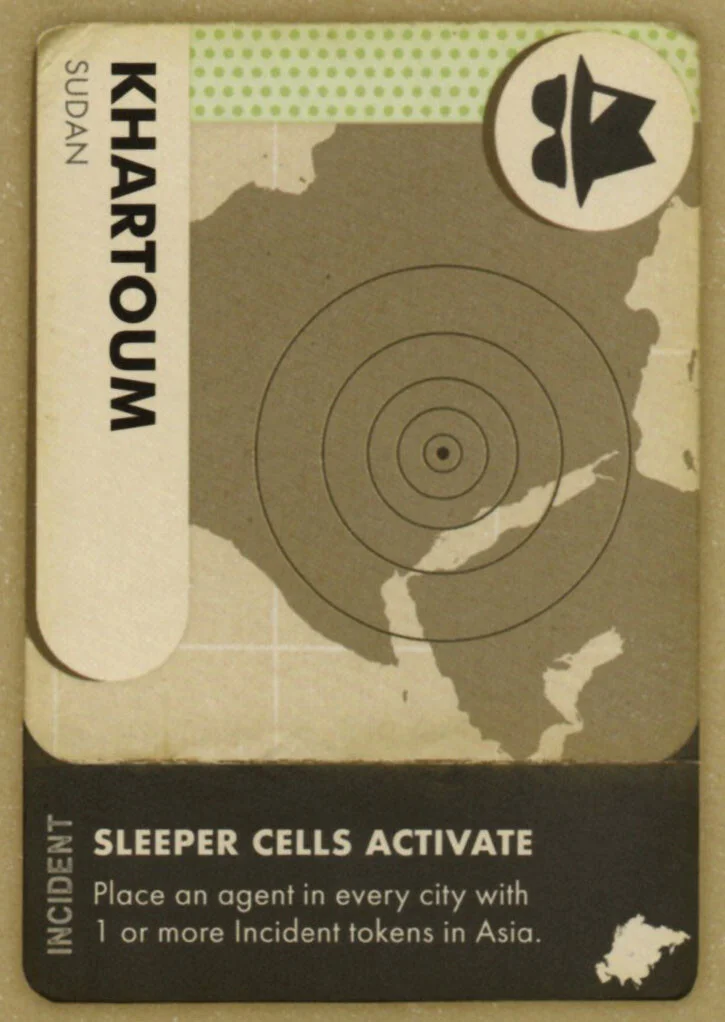 KHARTOUM
SUDAN
INCIDENT
SLEEPER CELLS ACTIVATE
Place an agent in every city with
1 or more Incident tokens in Asia.